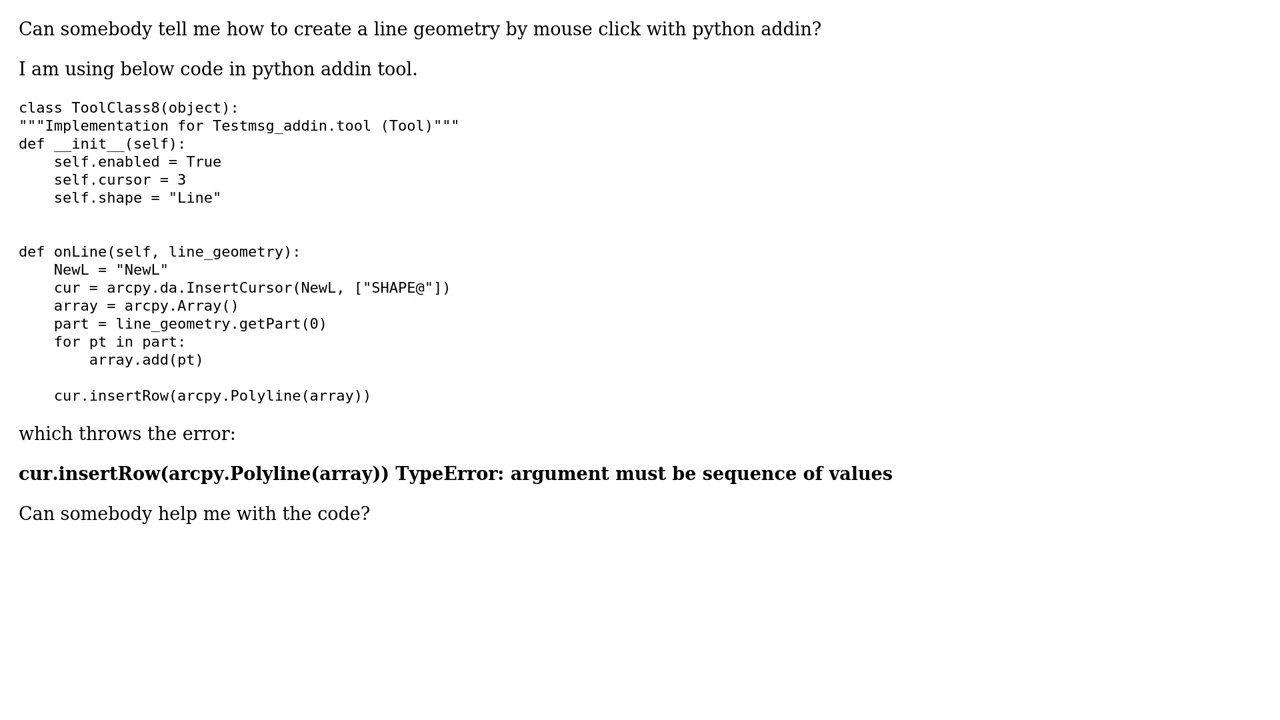 Can somebody tell me how to create a line geometry by mouse click with python addin?
I am using below code in python addin tool.
class ToolClass8(object):
"""Implementation for Testmsg_addin.tool (Tool)"""
def __init__(self):
    self.enabled = True
    self.cursor = 3
    self.shape = "Line"
def onLine(self, line_geometry):
    NewL = "NewL"
    cur = arcpy.da.InsertCursor(NewL, ["SHAPE@"])
    array = arcpy.Array()
    part = line_geometry.getPart(0)
    for pt in part:
        array.add(pt)
    cur.insertRow(arcpy.Polyline(array))
which throws the error:
cur.insertRow(arcpy.Polyline(array)) TypeError: argument must be sequence of values
Can somebody help me with the code?